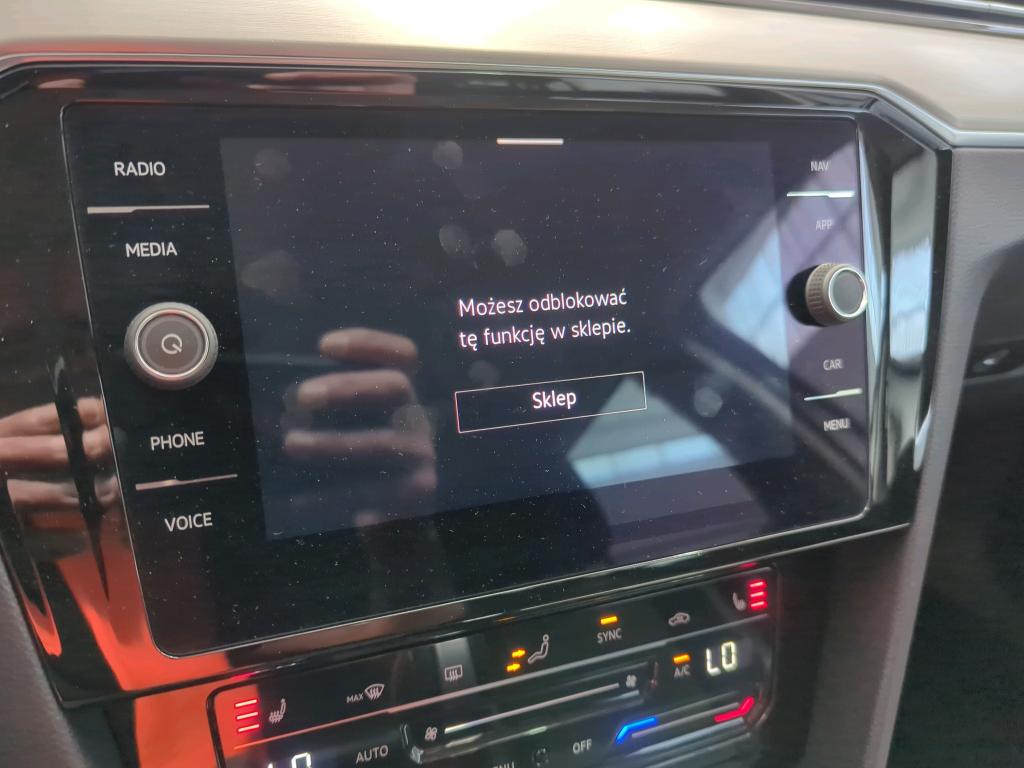 RADIO
MEDIA
PHONE
VOICE
Możesz odblokować
tę funkcję w sklepie.
Sklep
NAV
APP
CAR
MENU
SYNC
A/C
LO
MAX
AUTO
OFF